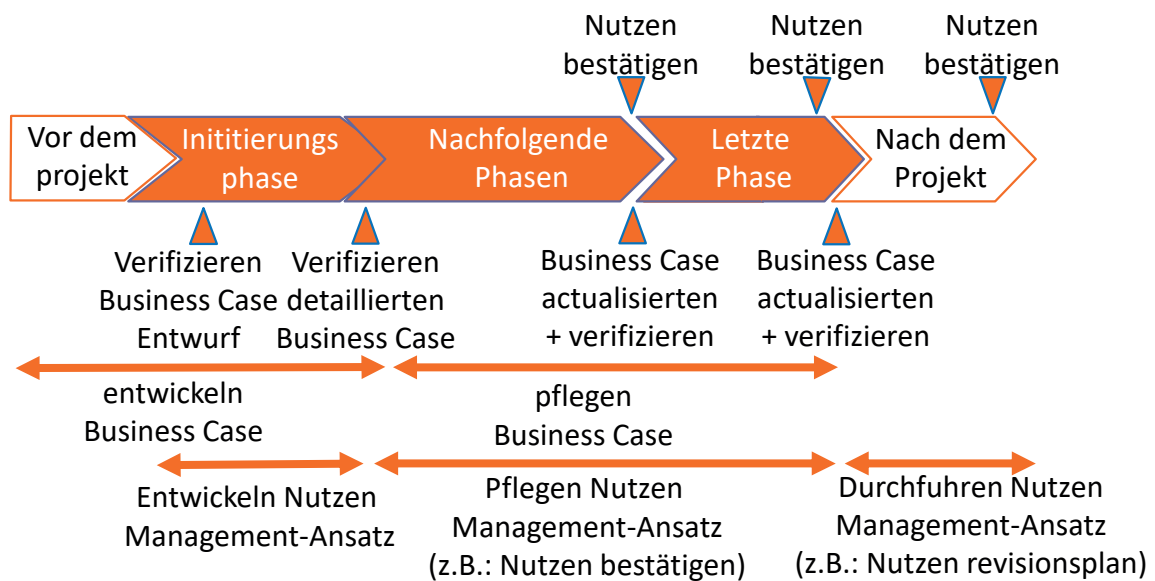 Nutzen
bestätigen
Nutzen
bestätigen
Nutzen
bestätigen
Vor dem
projekt
Inititierungs
phase
Nachfolgende
Phasen
Letzte
Phase
Nach dem
Projekt
Verifizieren
Business Case
Entwurf
Verifizieren
detaillierten
Business Case
Business Case
actualisierten
+ verifizieren
Business Case
actualisierten
+ verifizieren
entwickeln
Business Case
pflegen
Business Case
Entwickeln Nutzen
Management-Ansatz
Pflegen Nutzen
Management-Ansatz
(z.B.: Nutzen bestätigen)
Durchfuhren Nutzen
Management-Ansatz
(z.B.: Nutzen revisionsplan)